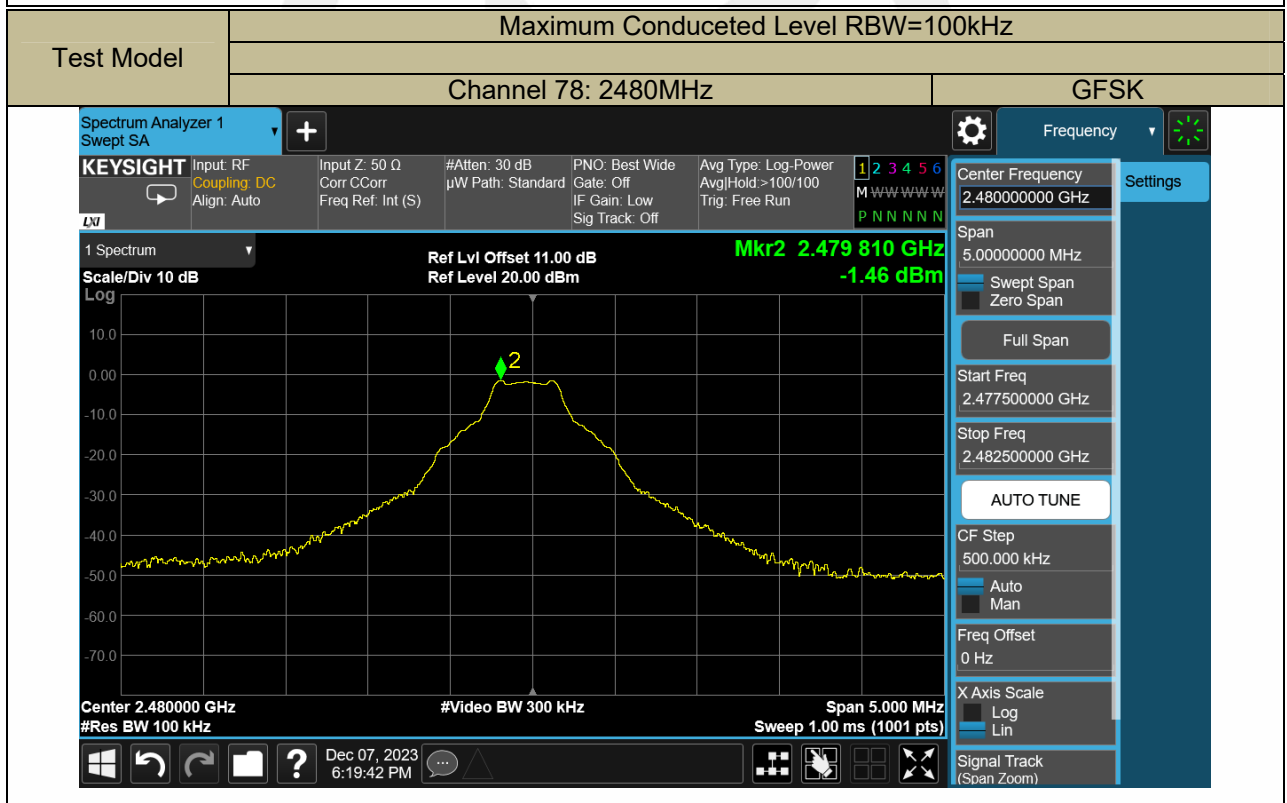 Test Model
Maximum Conduceted Level RBW=100kHz
Channel 78: 2480MHz
GFSK
Spectrum Analyzer 1
Swept SA
Frequency
KEYSIGHT
LXI
Input: RF
Coupling: DC
Align: Auto
Input Z: 50 Ω
Corr CCorr
Freq Ref: Int (S)
#Atten: 30 dB
µW Path: Standard
PNO: Best Wide
Gate: Off
IF Gain: Low
Sig Track: Off
Avg Type: Log-Power
Avg|Hold:>100/100
Trig: Free Run
1 2 3 4 5 6
M W W W W W
P N N N N N
1 Spectrum
Scale/Div 10 dB
Log
Ref Lvl Offset 11.00 dB
Ref Level 20.00 dBm
Mkr2 2.479 810 GHz
-1.46 dBm
10.0
0.00
-10.0
-20.0
-30.0
-40.0
-50.0
-60.0
-70.0
2
Center 2.480000 GHz
#Res BW 100 kHz
#Video BW 300 kHz
Span 5.000 MHz
Sweep 1.00 ms (1001 pts)
Center Frequency
2.480000000 GHz
Settings
Span
5.00000000 MHz
Swept Span
Zero Span
Full Span
Start Freq
2.477500000 GHz
Stop Freq
2.482500000 GHz
AUTO TUNE
CF Step
500.000 kHz
Auto
Man
Freq Offset
0 Hz
X Axis Scale
Log
Lin
Signal Track
(Span Zoom)
?
Dec 07, 2023
6:19:42 PM